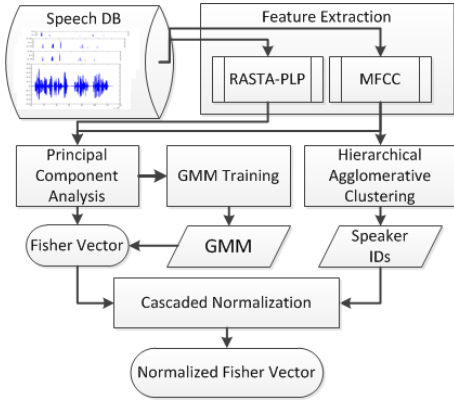 Speech DB
Feature Extraction
RASTA-PLP
MFCC
Principal
Component
Analysis
GMM Training
Hierarchical
Agglomerative
Clustering
Fisher Vector
GMM
Speaker
IDs
Cascaded Normalization
Normalized Fisher Vector